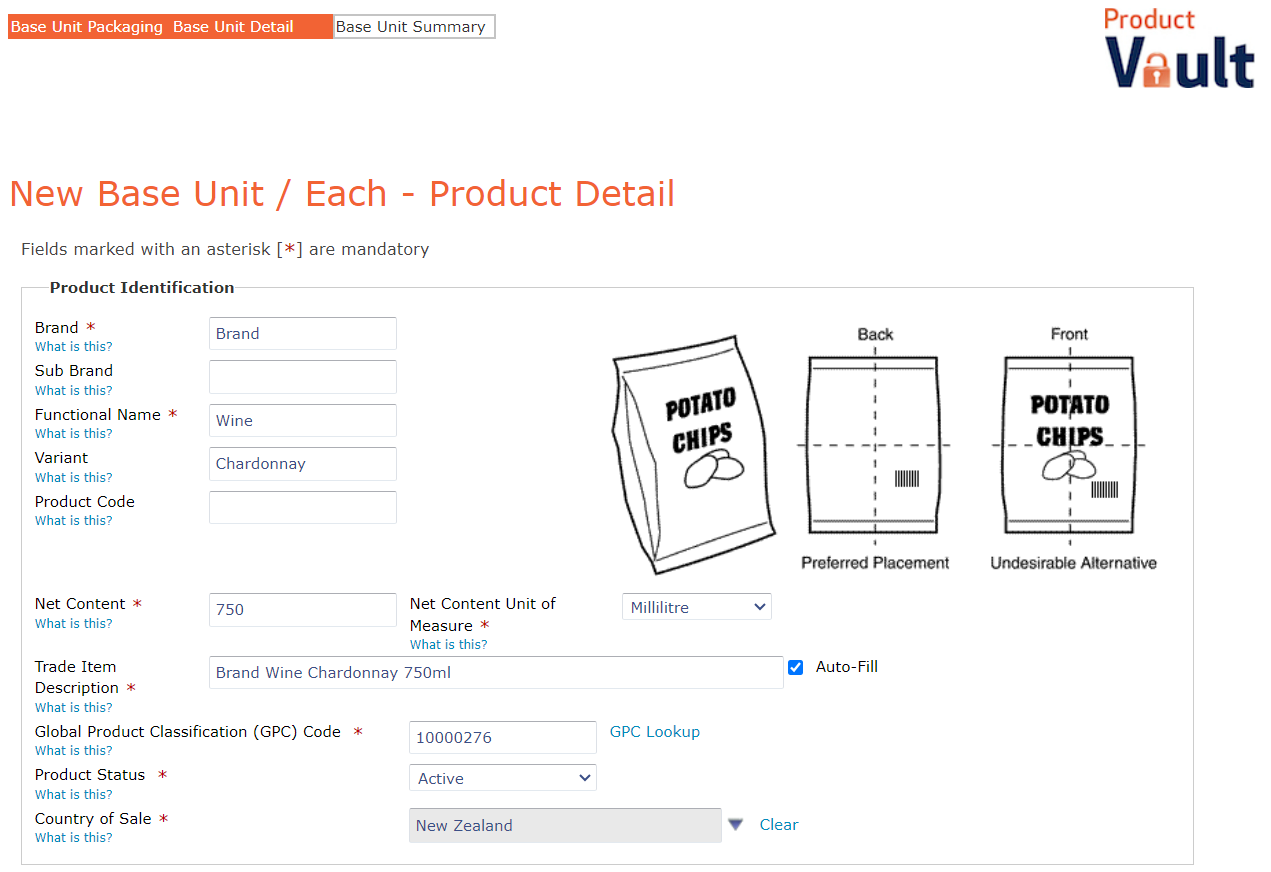 Base Unit Packaging Base Unit Detail Base Unit Summary
Product
Vault
New Base Unit / Each - Product Detail
Fields marked with an asterisk [*] are mandatory
Product Identification
Brand * Brand
What is this?
Sub Brand
What is this?
Functional Name * Wine
What is this?
Variant Chardonnay
What is this?
Product Code
What is this?
POTATO
CHIPS
Back
Preferred Placement
Front
POTATO
CHIPS
Undesirable Alternative
Net Content * 750
What is this?
Net Content Unit of
Measure * Millilitre
What is this?
Trade Item
Description * Brand Wine Chardonnay 750ml Auto-Fill
What is this?
Global Product Classification (GPC) Code * 10000276 GPC Lookup
What is this?
Product Status * Active
What is this?
Country of Sale * New Zealand Clear
What is this?